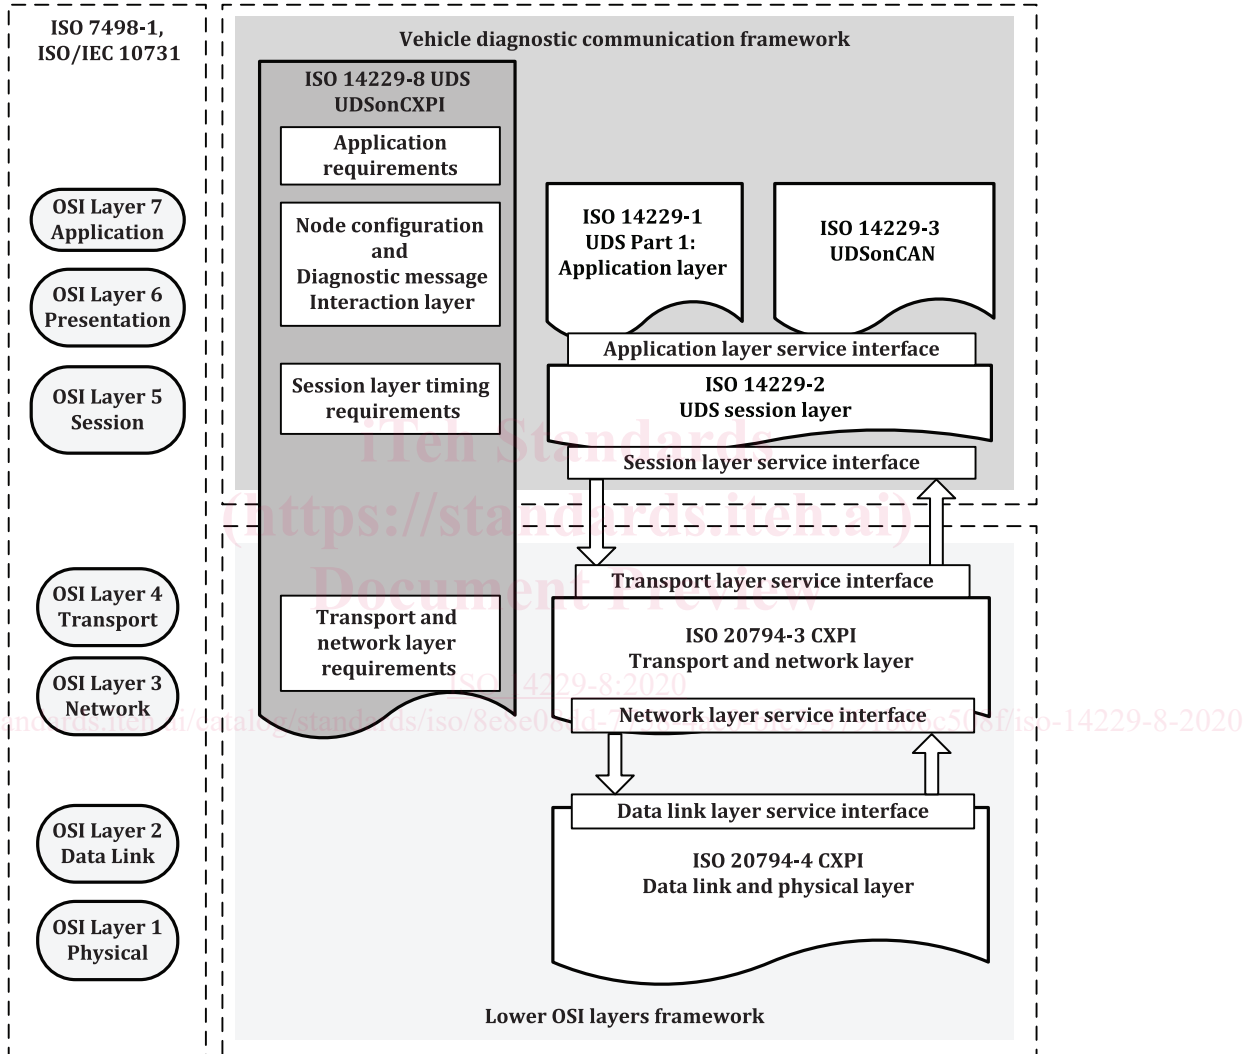 ISO 7498-1,
ISO/IEC 10731
OSI Layer 7
Application
OSI Layer 6
Presentation
OSI Layer 5
Session
OSI Layer 4
Transport
OSI Layer 3
Network
OSI Layer 2
Data Link
OSI Layer 1
Physical
Vehicle diagnostic communication framework
ISO 14229-8 UDS
UDSonCXPI
Application
requirements
Node configuration
and
Diagnostic message
Interaction layer
Session layer timing
requirements
Transport and
network layer
requirements
ISO 14229-1
UDS Part 1:
Application layer
ISO 14229-3
UDSonCAN
Application layer service interface
ISO 14229-2
UDS session layer
Session layer service interface
Transport layer service interface
ISO 20794-3 CXPI
Transport and network layer
Network layer service interface
Data link layer service interface
ISO 20794-4 CXPI
Data link and physical layer
Lower OSI layers framework
iTeh Standards
(https://standards.iteh.ai)
Document Preview
ISO 14229-8:2020